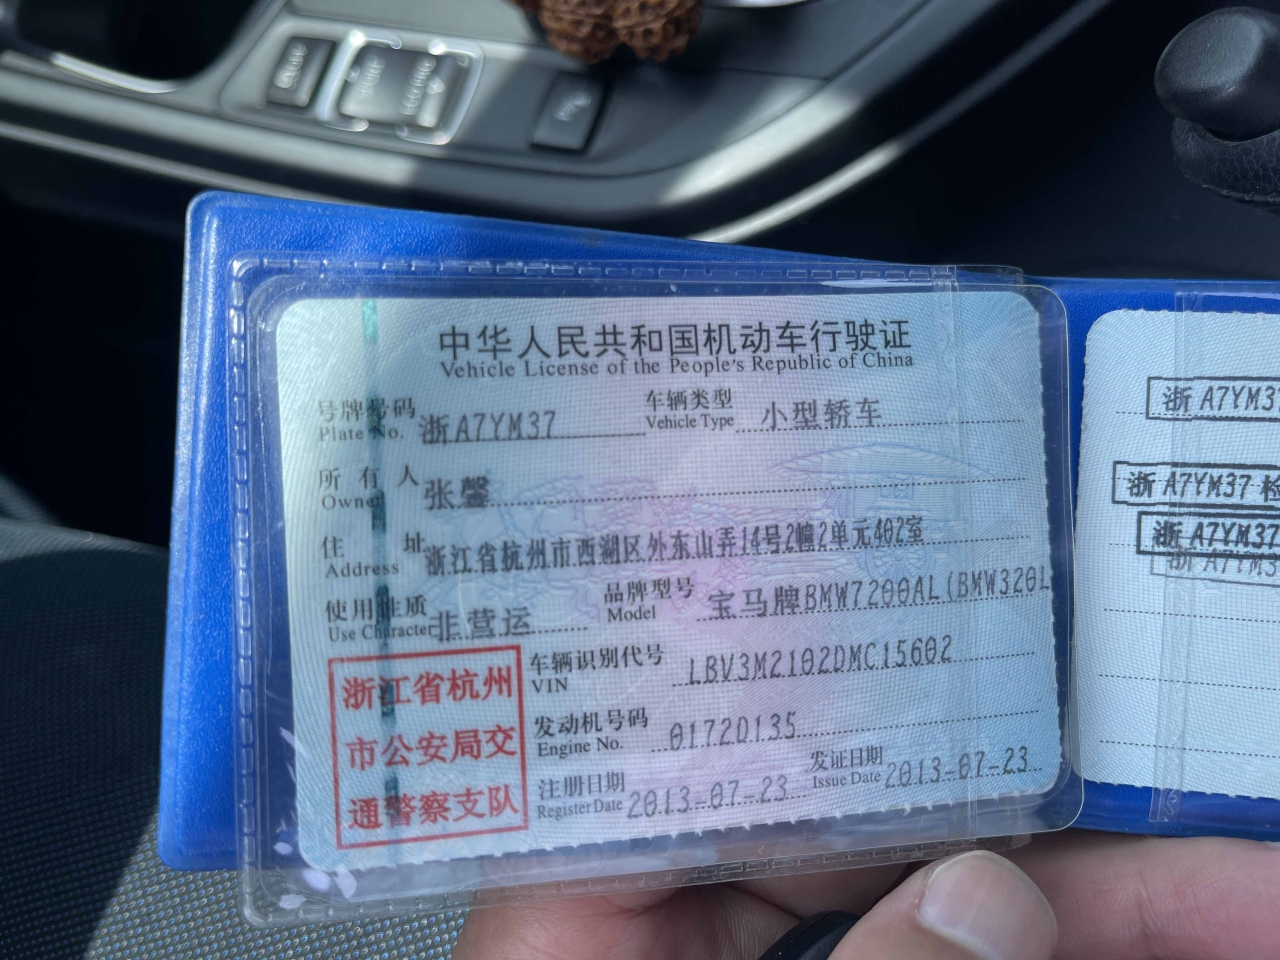 中华人民共和国机动车行驶证
Vehicle License of the People's Republic of China
号牌号码 浙A7YM37 车辆类型 小型轿车
Plate No. Vehicle Type
所有人 张馨
Owner
住址 浙江省杭州市西湖区外东山弄14号2幢2单元402室
Address
使用性质 非营运 品牌型号 宝马牌BMW7200AL(BMW320L
Use Character Model
车辆识别代号 LBV3M2102DMC15602
VIN
发动机号码 0172D135
Engine No.
注册日期 2013-07-23 发证日期 2013-07-23
Register Date Issue Date
浙江省杭州
市公安局交
通警察支队
浙A7YM37
浙A7YM37 检
浙A7YM37
浙A7YM3